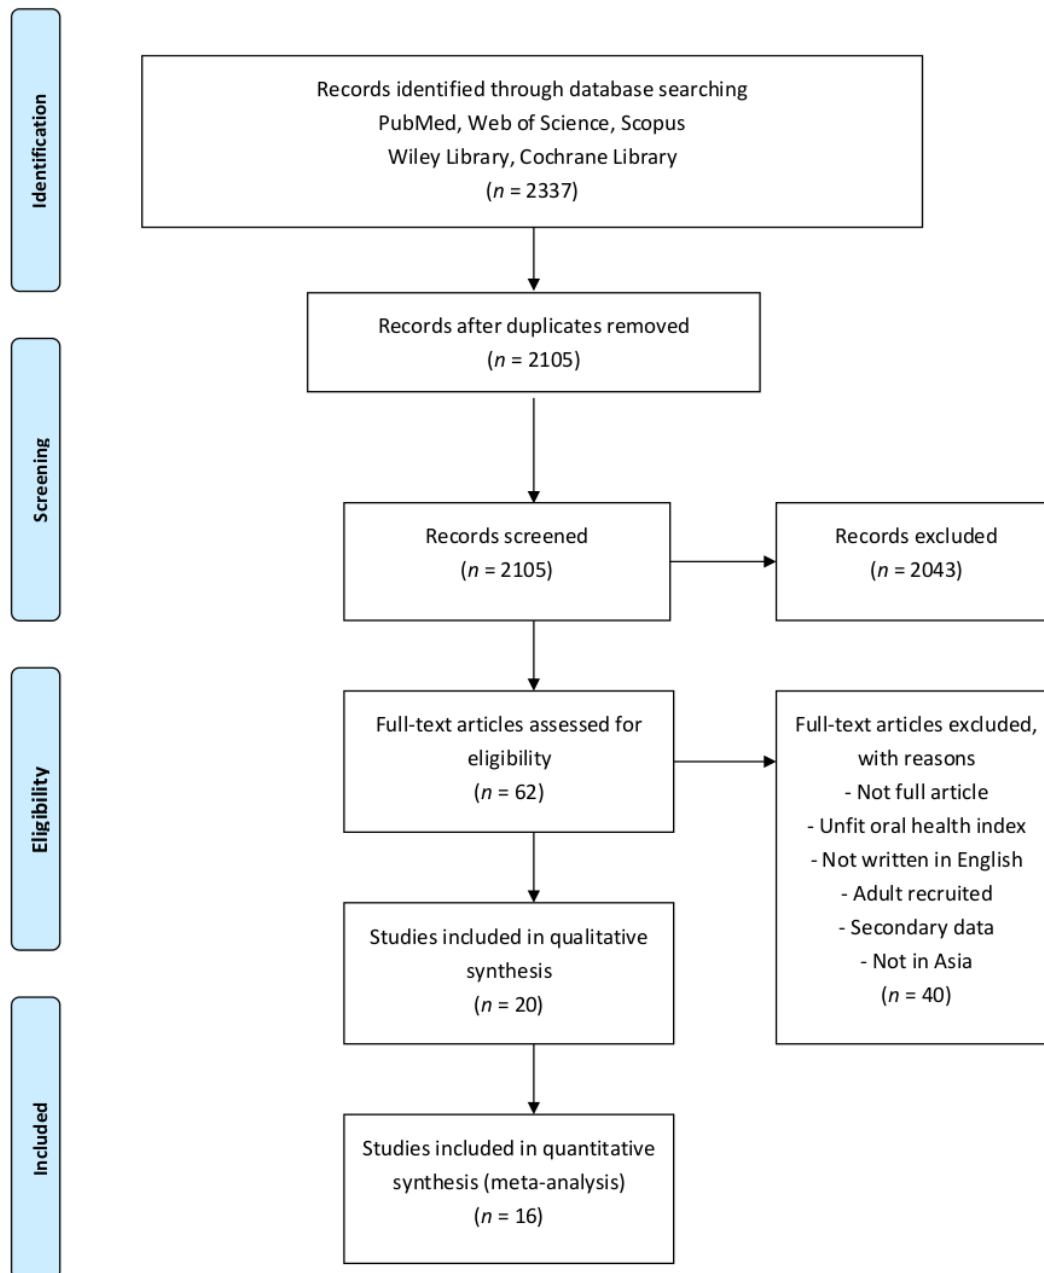 Identification
Records identified through database searching
PubMed, Web of Science, Scopus
Wiley Library, Cochrane Library
(n = 2337)
Records after duplicates removed
(n = 2105)
Screening
Records screened
(n = 2105)
Records excluded
(n = 2043)
Eligibility
Full-text articles assessed for
eligibility
(n = 62)
Full-text articles excluded,
with reasons
- Not full article
- Unfit oral health index
- Not written in English
- Adult recruited
- Secondary data
- Not in Asia
(n = 40)
Studies included in qualitative
synthesis
(n = 20)
Included
Studies included in quantitative
synthesis (meta-analysis)
(n = 16)